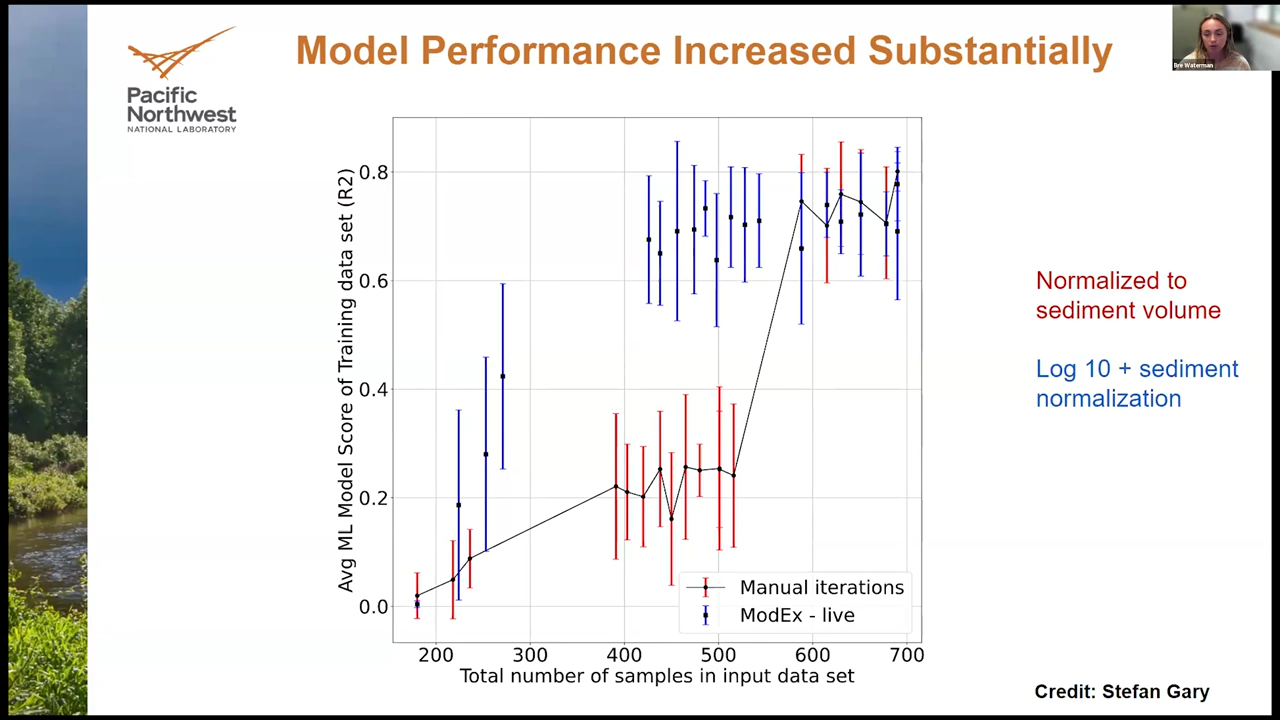 Model Performance Increased Substantially
Bre Waterman
Pacific
Northwest
NATIONAL LABORATORY
Avg ML Model Score of Training data set (R2)
0.8
0.6
0.4
0.2
0.0
200 300 400 500 600 700
Total number of samples in input data set
Manual iterations
ModEx - live
Normalized to
sediment volume
Log 10 + sediment
normalization
Credit: Stefan Gary